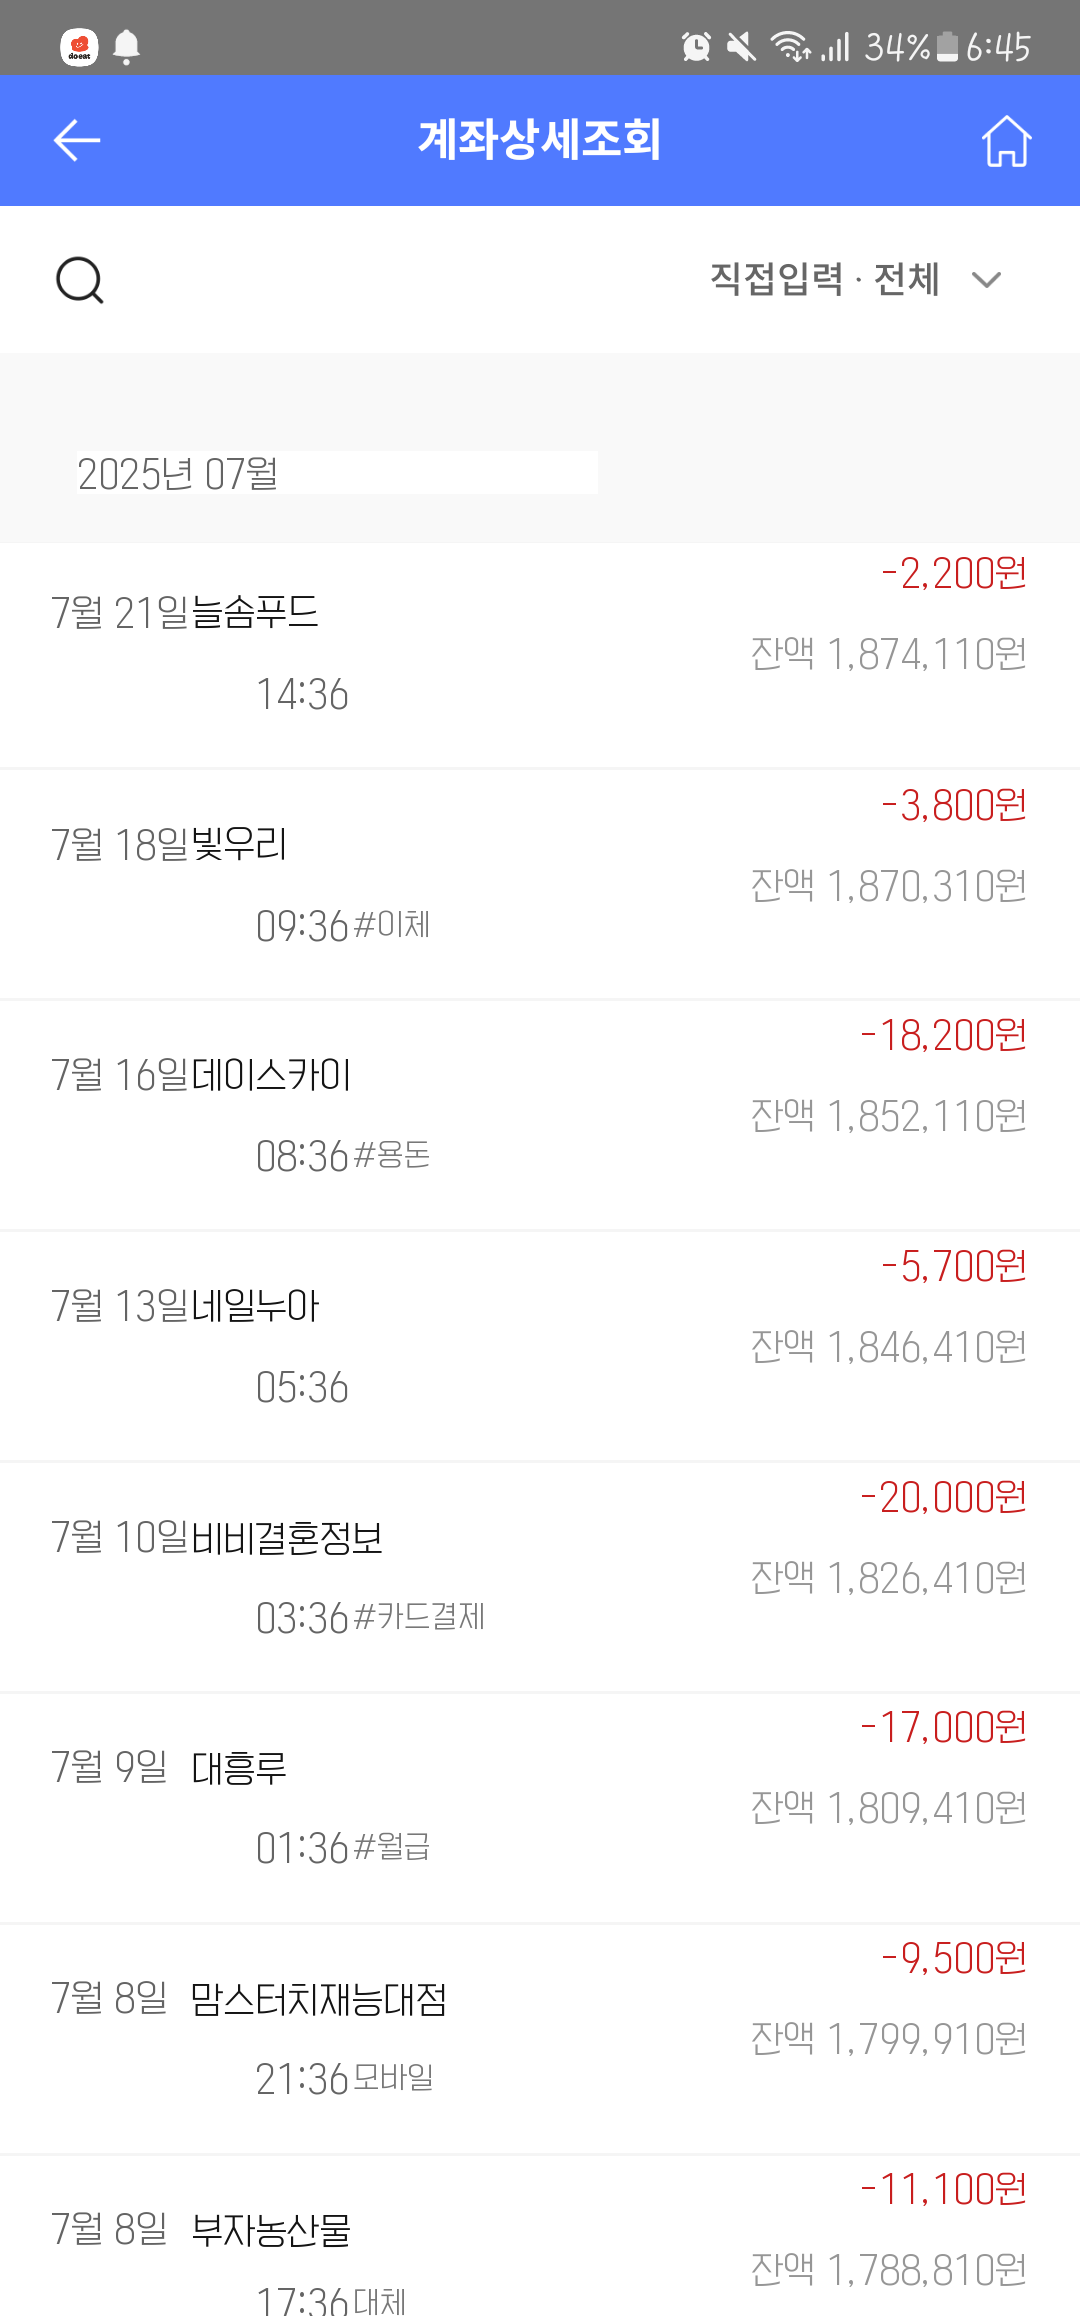 doeat
34% 6:45
계좌상세조회
직접입력 · 전체
2025년 07월
-2,200원
7월 21일 늘솜푸드
잔액 1,874,110원
14:36
-3,800원
7월 18일 빛우리
잔액 1,870,310원
09:36 #이체
-18,200원
7월 16일 데이스카이
잔액 1,852,110원
08:36 #용돈
-5,700원
7월 13일 네일누아
잔액 1,846,410원
05:36
-20,000원
7월 10일 비비결혼정보
잔액 1,826,410원
03:36 #카드결제
-17,000원
7월 9일 대흥루
잔액 1,809,410원
01:36 #월급
-9,500원
7월 8일 맘스터치재능대점
잔액 1,799,910원
21:36 모바일
-11,100원
7월 8일 부자농산물
잔액 1,788,810원
17:36 대체